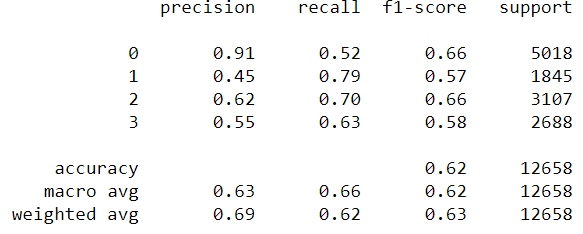 precision recall f1-score support
0 0.91 0.52 0.66 5018
1 0.45 0.79 0.57 1845
2 0.62 0.70 0.66 3107
3 0.55 0.63 0.58 2688
accuracy 0.62 12658
macro avg 0.63 0.66 0.62 12658
weighted avg 0.69 0.62 0.63 12658